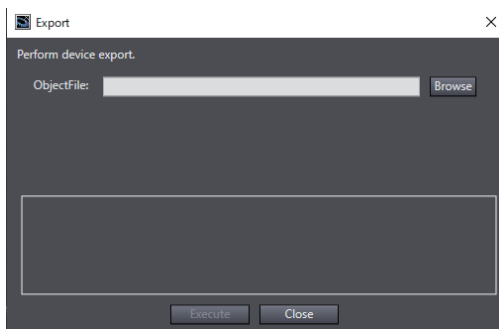 Export
Perform device export.
ObjectFile:
Browse
Execute
Close